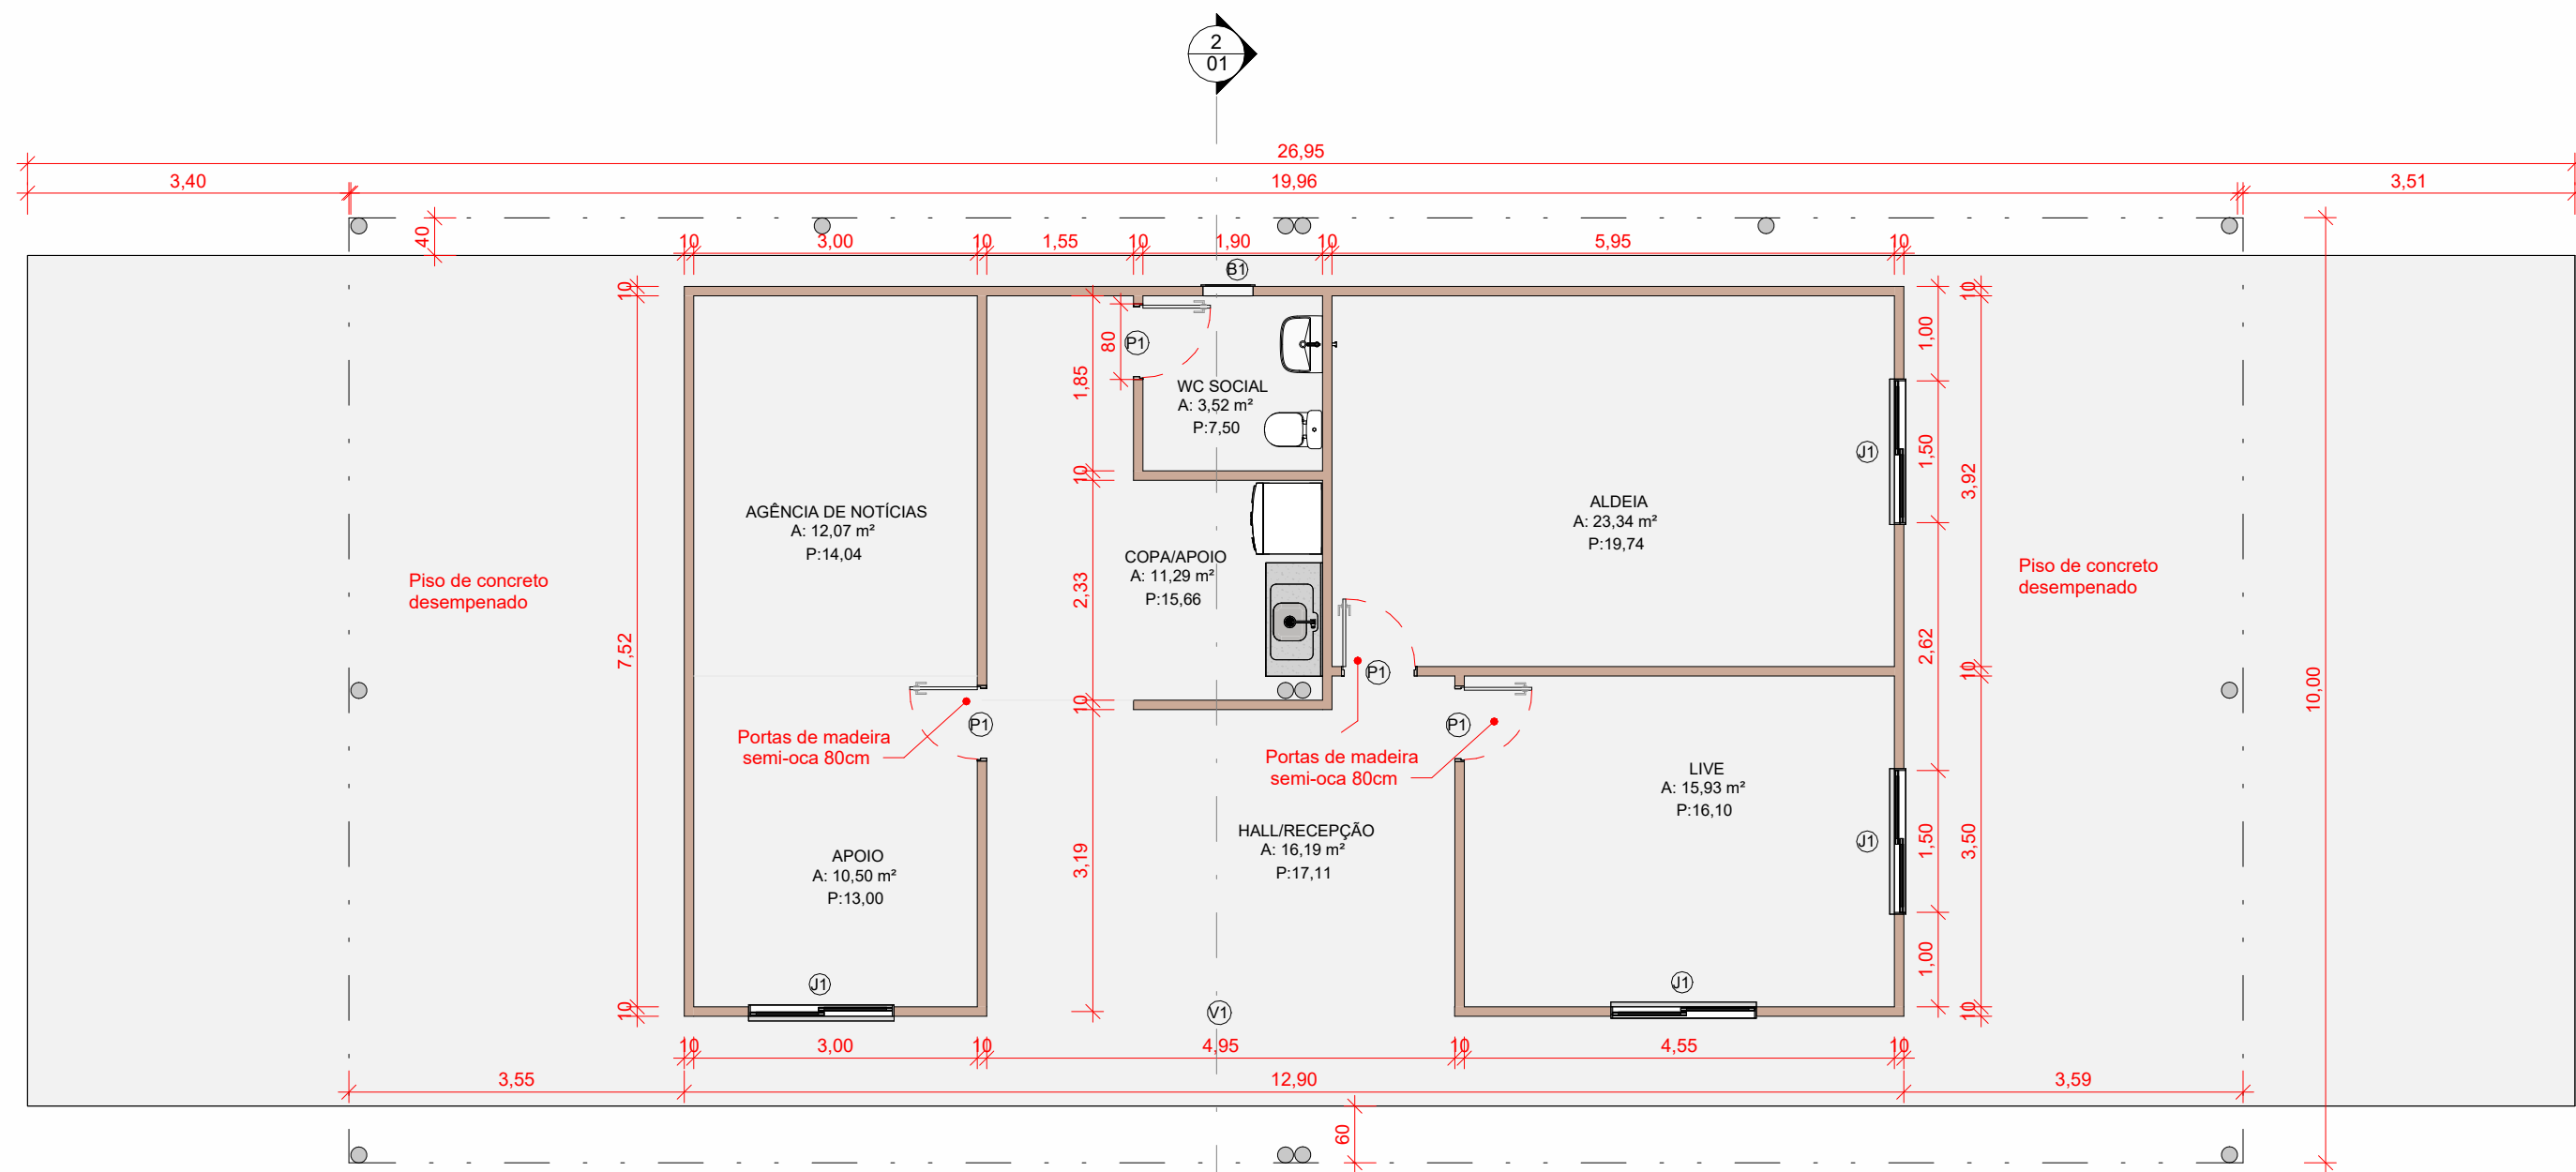 2
01
26,95
3,40
19,96
3,51
40
10
3,00
10
1,55
10
1,90
10
5,95
10
B1
10
10
80
P1
1,85
1,00
WC SOCIAL
A: 3,52 m²
P:7,50
10
J1
1,50
3,92
AGÊNCIA DE NOTÍCIAS
A: 12,07 m²
P:14,04
ALDEIA
A: 23,34 m²
P:19,74
COPA/APOIO
A: 11,29 m²
P:15,66
2,33
Piso de concreto
desempenado
Piso de concreto
desempenado
7,52
2,62
10
10,00
P1
10
P1
P1
Portas de madeira
semi-oca 80cm
Portas de madeira
semi-oca 80cm
LIVE
A: 15,93 m²
P:16,10
HALL/RECEPÇÃO
A: 16,19 m²
P:17,11
J1
1,50
3,50
3,19
APOIO
A: 10,50 m²
P:13,00
1,00
J1
J1
10
V1
10
10
3,00
10
4,95
10
4,55
10
3,55
12,90
3,59
60